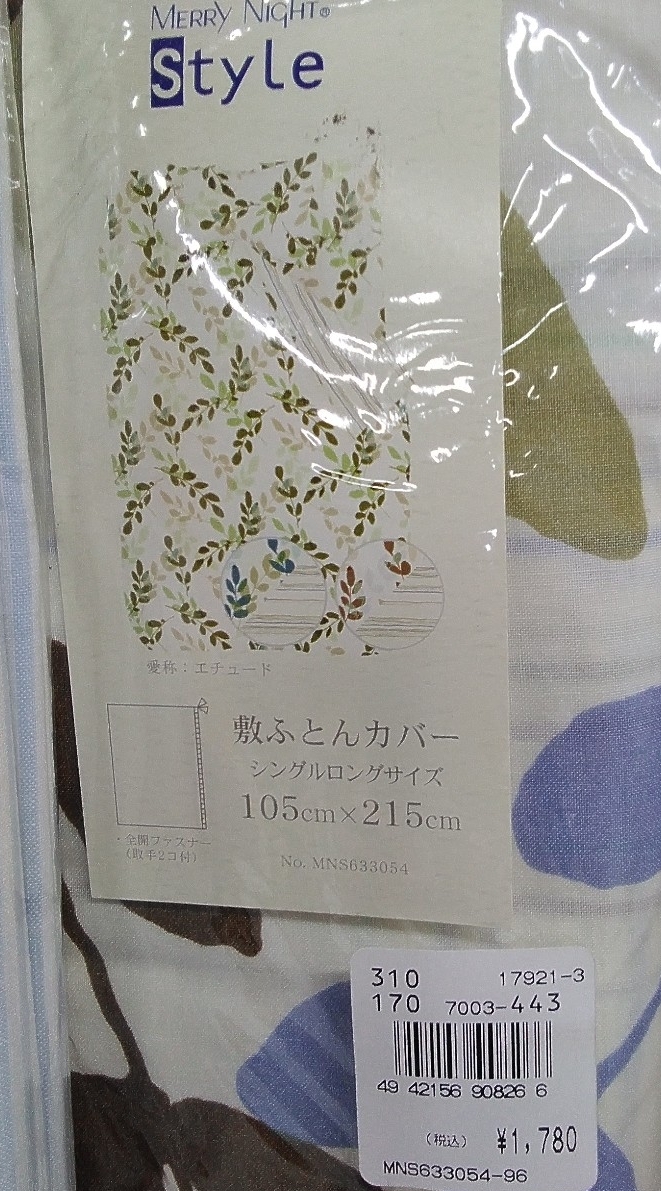 MERRY NIGHT®
Style
愛称：エチュード
敷ふとんカバー
シングルロングサイズ
105cm×215cm
・全開ファスナー
（取手2コ付）
No. MNS633054
310 17921-3
170 7003-443
49 42156 90826 6
（税込） ¥1,780
MNS633054-96